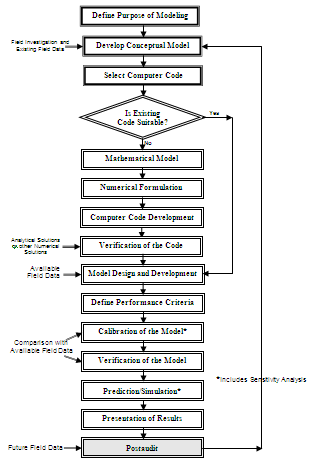 Define Purpose of Modeling
Field Investigation and
Existing Field Data
Develop Conceptual Model
Select Computer Code
Is Existing
Code Suitable?
Yes
No
Mathematical Model
Numerical Formulation
Computer Code Development
Analytical Solutions
or other Numerical
Solutions
Verification of the Code
Available
Field Data
Model Design and Development
Define Performance Criteria
Calibration of the Model*
Comparison with
Available Field Data
Verification of the Model
*Includes Sensitivity Analysis
Prediction/Simulation*
Presentation of Results
Future Field Data
Postaudit